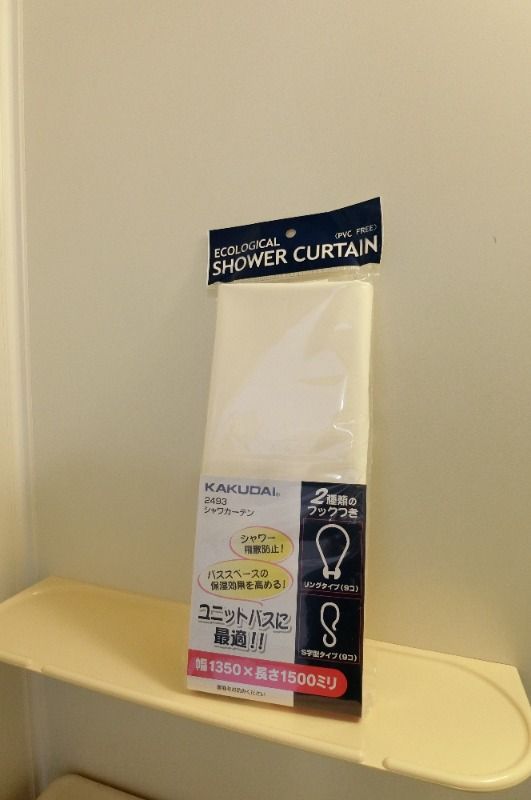 ECOLOGICAL
〈PVC FREE〉
SHOWER CURTAIN
KAKUDAI®
2493
シャワカーテン
シャワー
飛散防止!
バススペースの
保湿効果を高める!
ユニットバスに
最適!!
2種類の
フックつき
リングタイプ(9コ)
S字型タイプ(9コ)
幅1350×長さ1500ミリ